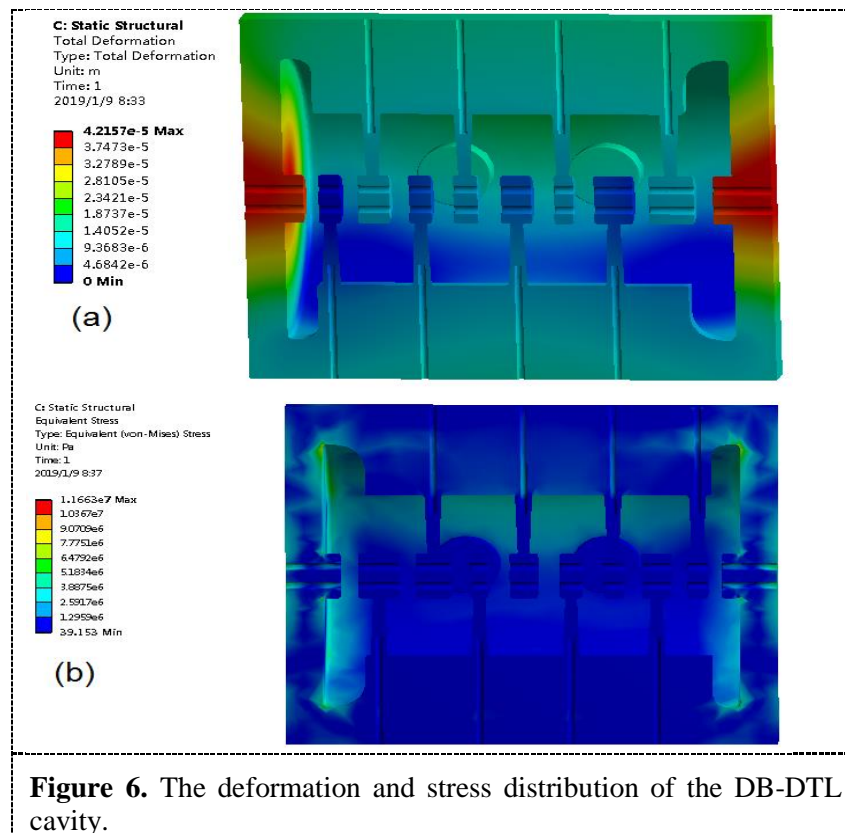 C: Static Structural
Total Deformation
Type: Total Deformation
Unit: m
Time: 1
2019/1/9 8:33
4.2157e-5 Max
3.7473e-5
3.2789e-5
2.8105e-5
2.3421e-5
1.8737e-5
1.4052e-5
9.3683e-6
4.6842e-6
0 Min
(a)
C: Static Structural
Equivalent Stress
Type: Equivalent (von-Mises) Stress
Unit: Pa
Time: 1
2019/1/9 8:37
1.1663e7 Max
1.0367e7
9.0709e6
7.7751e6
6.4792e6
5.1834e6
3.8875e6
2.5917e6
1.2959e6
39.153 Min
(b)
Figure 6. The deformation and stress distribution of the DB-DTL
cavity.